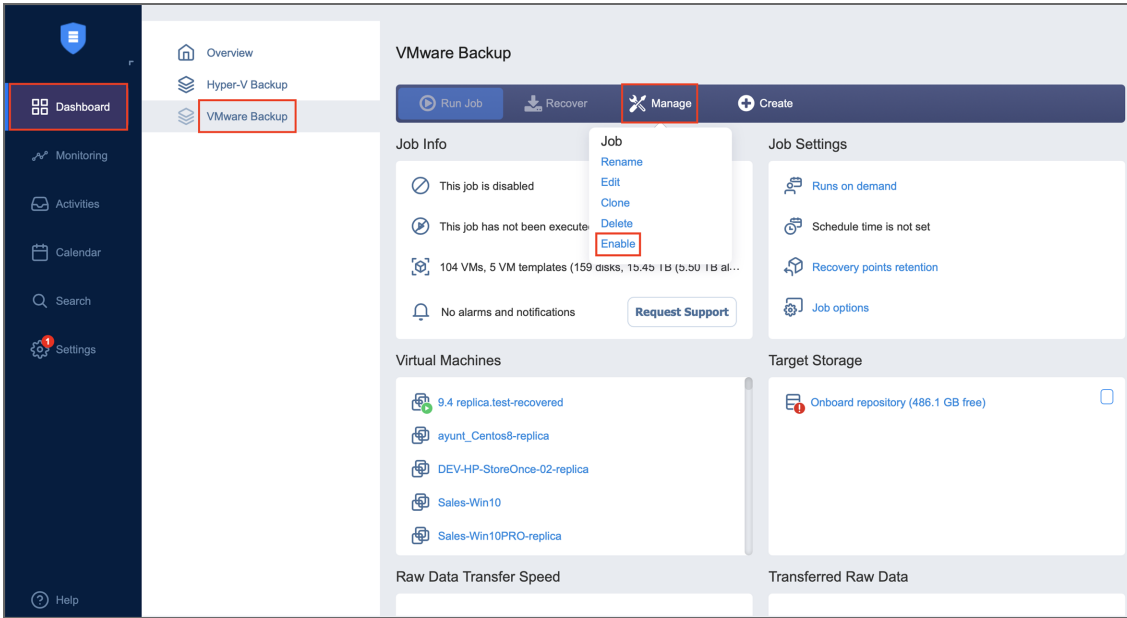 Dashboard
Monitoring
Activities
Calendar
Search
1
Settings
Help
Overview
Hyper-V Backup
VMware Backup
VMware Backup
Run Job
Recover
Manage
Create
Job Info
Job
Rename
Edit
Clone
Delete
Enable
This job is disabled
This job has not been execute
104 VMs, 5 VM templates (159 disks, 15.45 TB (5.50 TB al...
No alarms and notifications
Request Support
Job Settings
Runs on demand
Schedule time is not set
Recovery points retention
Job options
Virtual Machines
9.4 replica.test-recovered
ayunt_Centos8-replica
DEV-HP-StoreOnce-02-replica
Sales-Win10
Sales-Win10PRO-replica
Target Storage
Onboard repository (486.1 GB free)
Raw Data Transfer Speed
Transferred Raw Data